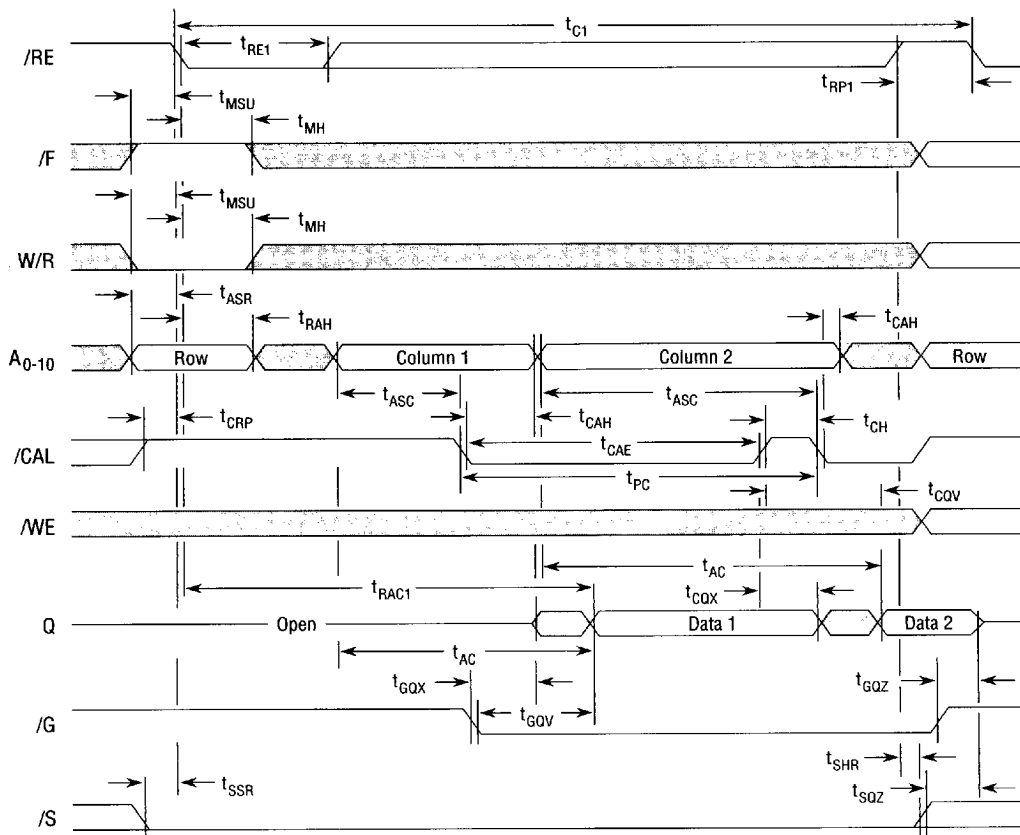 t_C1
/RE
t_RE1
t_RP1
t_MSU
t_MH
/F
t_MSU
t_MH
W/R
t_ASR
t_RAH
t_CAH
A_0-10
Row
Column 1
Column 2
Row
t_ASC
t_ASC
t_CRP
t_CAH
t_CH
/CAL
t_CAE
t_PC
t_CQV
/WE
t_AC
t_RAC1
t_CQX
Q
Open
Data 1
Data 2
t_AC
t_GQX
t_GQZ
/G
t_GQV
t_SHR
t_SSR
t_SQZ
/S